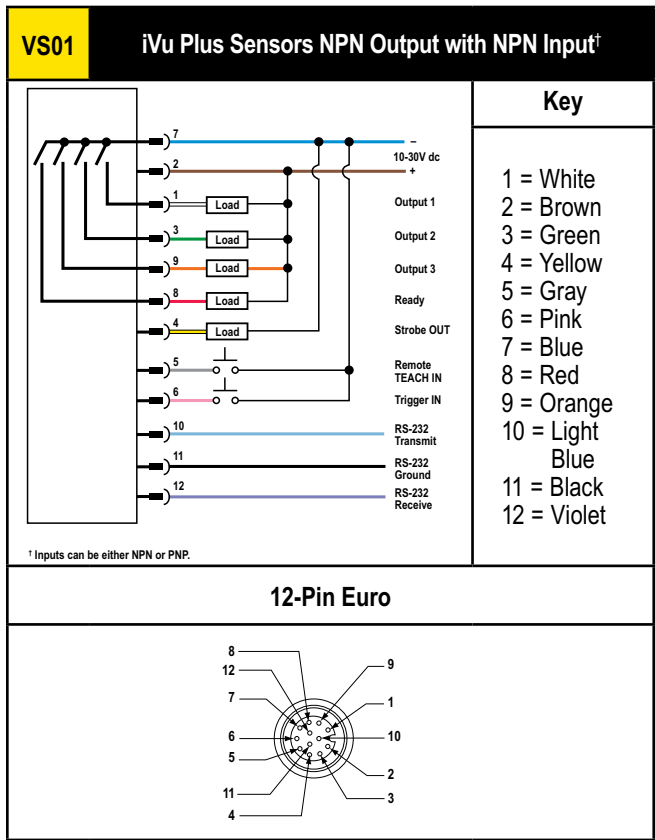 VS01
iVu Plus Sensors NPN Output with NPN Input†
Key
1 = White
2 = Brown
3 = Green
4 = Yellow
5 = Gray
6 = Pink
7 = Blue
8 = Red
9 = Orange
10 = Light
Blue
11 = Black
12 = Violet
7
–
10-30V dc
2
+
1
Load
Output 1
3
Load
Output 2
9
Load
Output 3
8
Load
Ready
4
Load
Strobe OUT
5
Remote
TEACH IN
6
Trigger IN
10
RS-232
Transmit
11
RS-232
Ground
12
RS-232
Receive
† Inputs can be either NPN or PNP.
12-Pin Euro
8
12
7
6
5
11
4
9
1
10
2
3